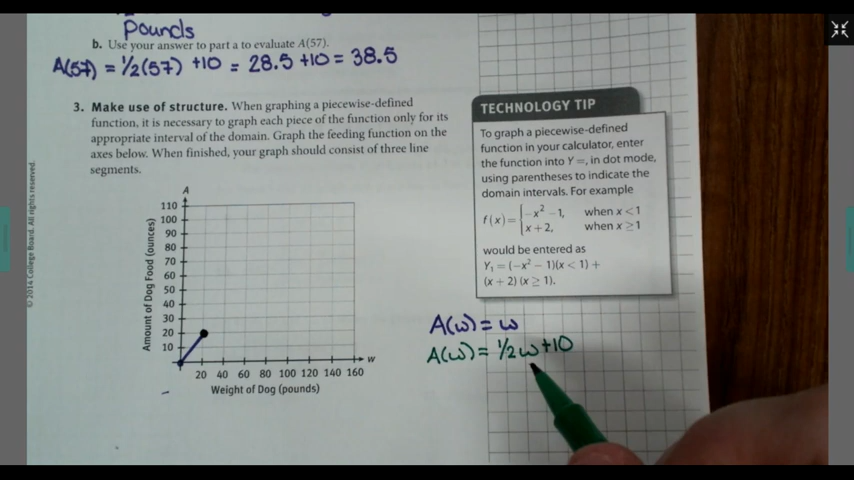 Pounds
b. Use your answer to part a to evaluate A(57).
A(57) = 1/2(57) +10 = 28.5 +10 = 38.5
3. Make use of structure. When graphing a piecewise-defined
function, it is necessary to graph each piece of the function only for its
appropriate interval of the domain. Graph the feeding function on the
axes below. When finished, your graph should consist of three line
segments.
TECHNOLOGY TIP
To graph a piecewise-defined
function in your calculator, enter
the function into Y =, in dot mode,
using parentheses to indicate the
domain intervals. For example
f(x) = { -x² - 1, when x < 1
x + 2, when x ≥ 1
would be entered as
Y₁ = (-x² - 1)(x < 1) +
(x + 2) (x ≥ 1).
A
110
100
90
80
70
60
50
40
30
20
10
Amount of Dog Food (ounces)
w
20 40 60 80 100 120 140 160
Weight of Dog (pounds)
A(w) = w
A(w) = 1/2w+10
© 2014 College Board. All rights reserved.